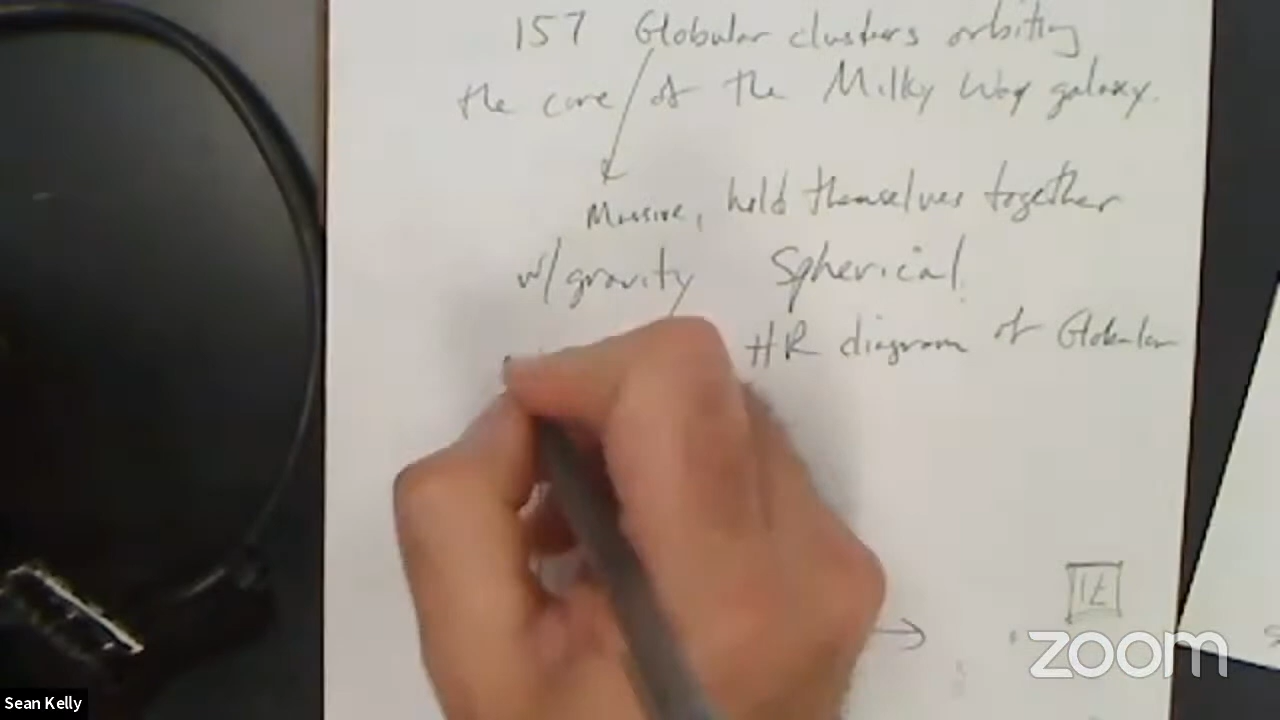 157 Globular clusters orbiting
the core of the Milky Way galaxy.
Massive, hold themselves together
w/ gravity Spherical.
HR diagram of Globular
71
zoom
Sean Kelly